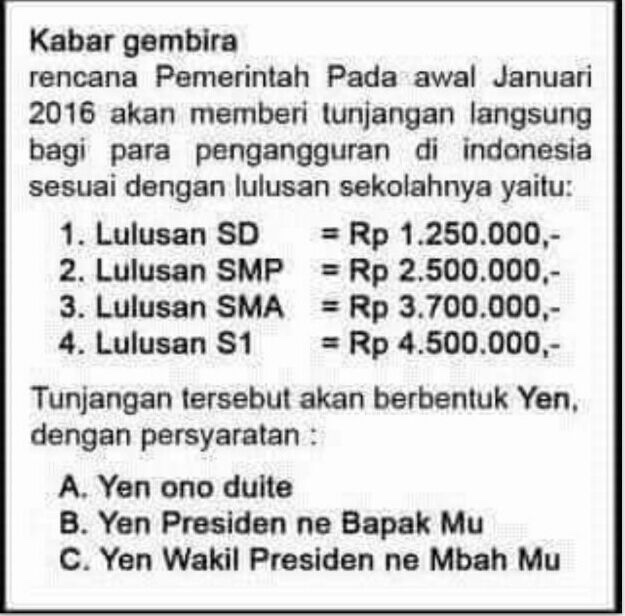 Kabar gembira
rencana Pemerintah Pada awal Januari
2016 akan memberi tunjangan langsung
bagi para pengangguran di indonesia
sesuai dengan lulusan sekolahnya yaitu:
1. Lulusan SD = Rp 1.250.000,-
2. Lulusan SMP = Rp 2.500.000,-
3. Lulusan SMA = Rp 3.700.000,-
4. Lulusan S1 = Rp 4.500.000,-
Tunjangan tersebut akan berbentuk Yen,
dengan persyaratan :
A. Yen ono duite
B. Yen Presiden ne Bapak Mu
C. Yen Wakil Presiden ne Mbah Mu